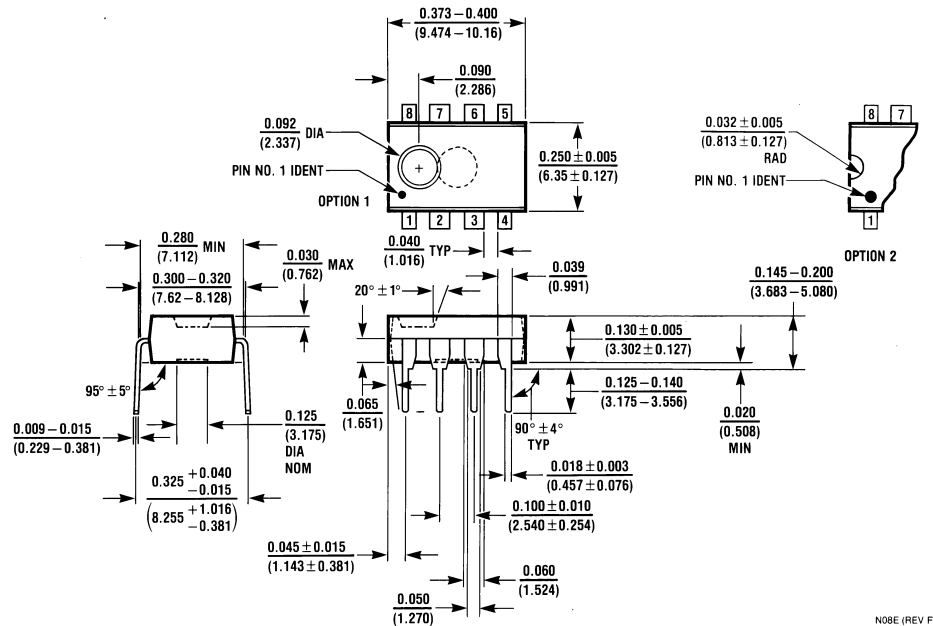 0.373 – 0.400
(9.474 – 10.16)
0.090
(2.286)
8 7 6 5
0.092 DIA
(2.337)
PIN NO. 1 IDENT
OPTION 1
1 2 3 4
0.250 ± 0.005
(6.35 ± 0.127)
8 7
0.032 ± 0.005
(0.813 ± 0.127)
RAD
PIN NO. 1 IDENT
1
OPTION 2
0.280 MIN
(7.112)
0.300 – 0.320
(7.62 – 8.128)
0.030 MAX
(0.762)
0.040 TYP
(1.016)
0.039
(0.991)
20° ± 1°
0.145 – 0.200
(3.683 – 5.080)
0.130 ± 0.005
(3.302 ± 0.127)
0.125 – 0.140
(3.175 – 3.556)
0.020
(0.508)
MIN
95° ± 5°
0.009 – 0.015
(0.229 – 0.381)
0.125
(3.175)
DIA
NOM
0.065
(1.651)
90° ± 4°
TYP
0.325 +0.040
–0.015
(8.255 +1.016
–0.381)
0.018 ± 0.003
(0.457 ± 0.076)
0.100 ± 0.010
(2.540 ± 0.254)
0.045 ± 0.015
(1.143 ± 0.381)
0.060
(1.524)
0.050
(1.270)
N08E (REV F